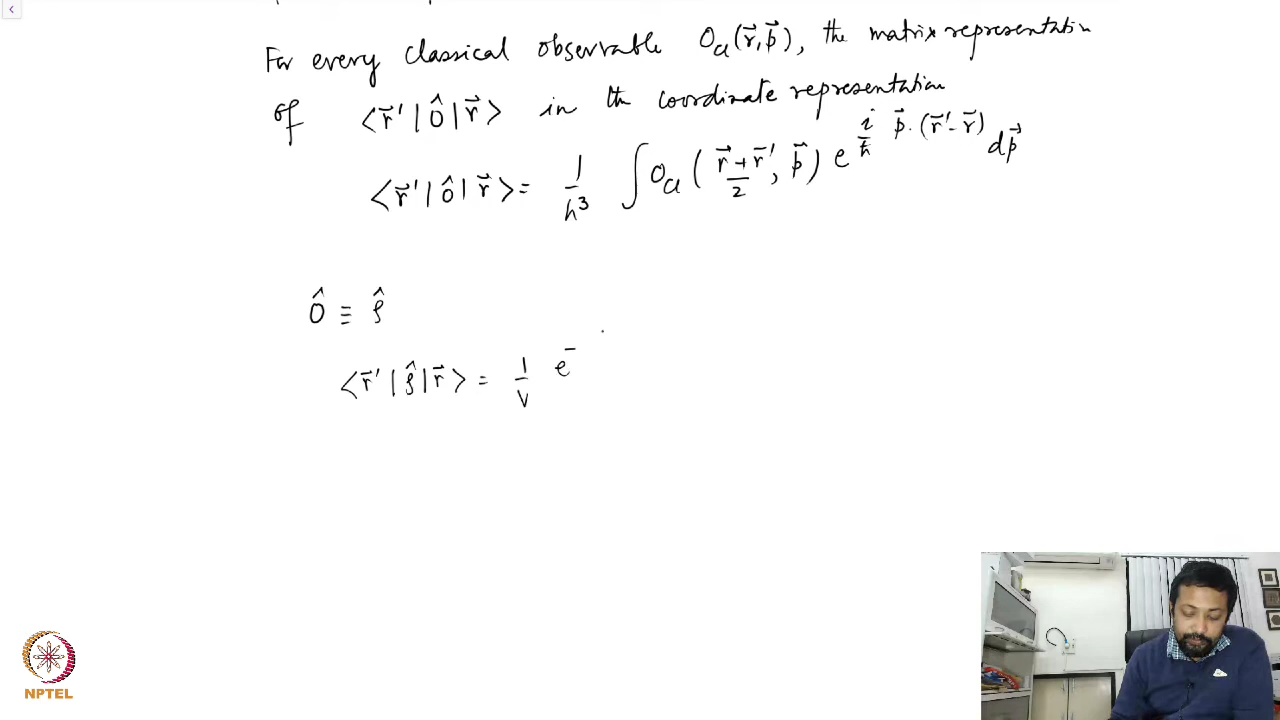 For every classical observable O_cl(r⃗, p⃗), the matrix representation
of ⟨r⃗'|Ô|r⃗⟩ in th coordinate representation
⟨r⃗'|Ô|r⃗⟩ = 1/h³ ∫ O_cl( (r⃗+r⃗')/2 , p⃗ ) e^{i/ħ p⃗·(r⃗'-r⃗)} dp⃗
Ô ≡ ρ̂
⟨r⃗'|ρ̂|r⃗⟩ = 1/V e^-
NPTEL